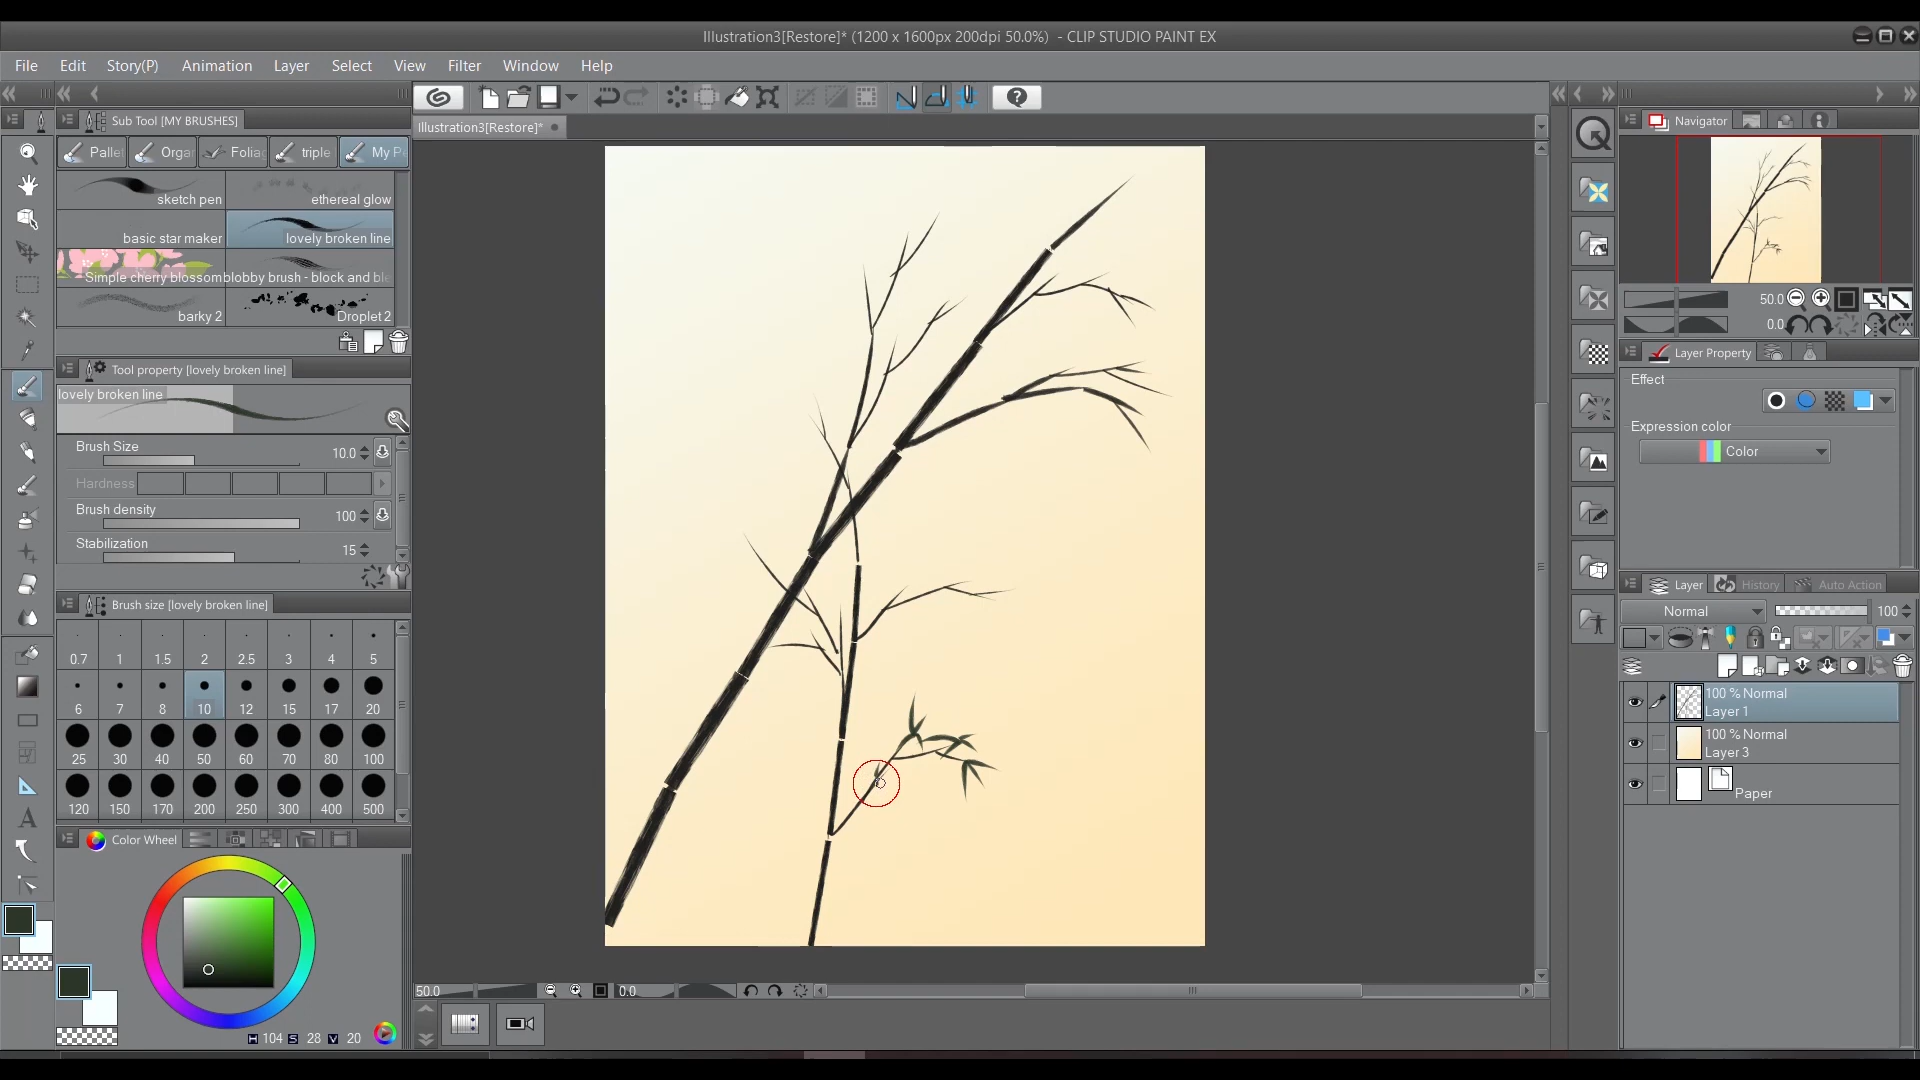 Illustration3[Restore]* (1200 x 1600px 200dpi 50.0%)  - CLIP STUDIO PAINT EX
File Edit Story(P) Animation Layer Select View Filter Window Help
Sub Tool [MY BRUSHES]
Illustration3[Restore]*
Navigator
Pallet Orga Foliag triple My P
sketch pen ethereal glow
basic star maker lovely broken line
Simple cherry blossom blobby brush - block and ble
barky 2 Droplet 2
50.0
0.0
Tool property [lovely broken line]
Layer Property
lovely broken line
Effect
Expression color
Brush Size 10.0
Color
Hardness
Brush density 100
Stabilization 15
Layer History Auto Action
Brush size [lovely broken line]
Normal 100
0.7 1 1.5 2 2.5 3 4 5
6 7 8 10 12 15 17 20
25 30 40 50 60 70 80 100
120 150 170 200 250 300 400 500
100 % Normal
Layer 1
100 % Normal
Layer 3
Paper
Color Wheel
50.0 0.0
H 104 S 28 V 20
A